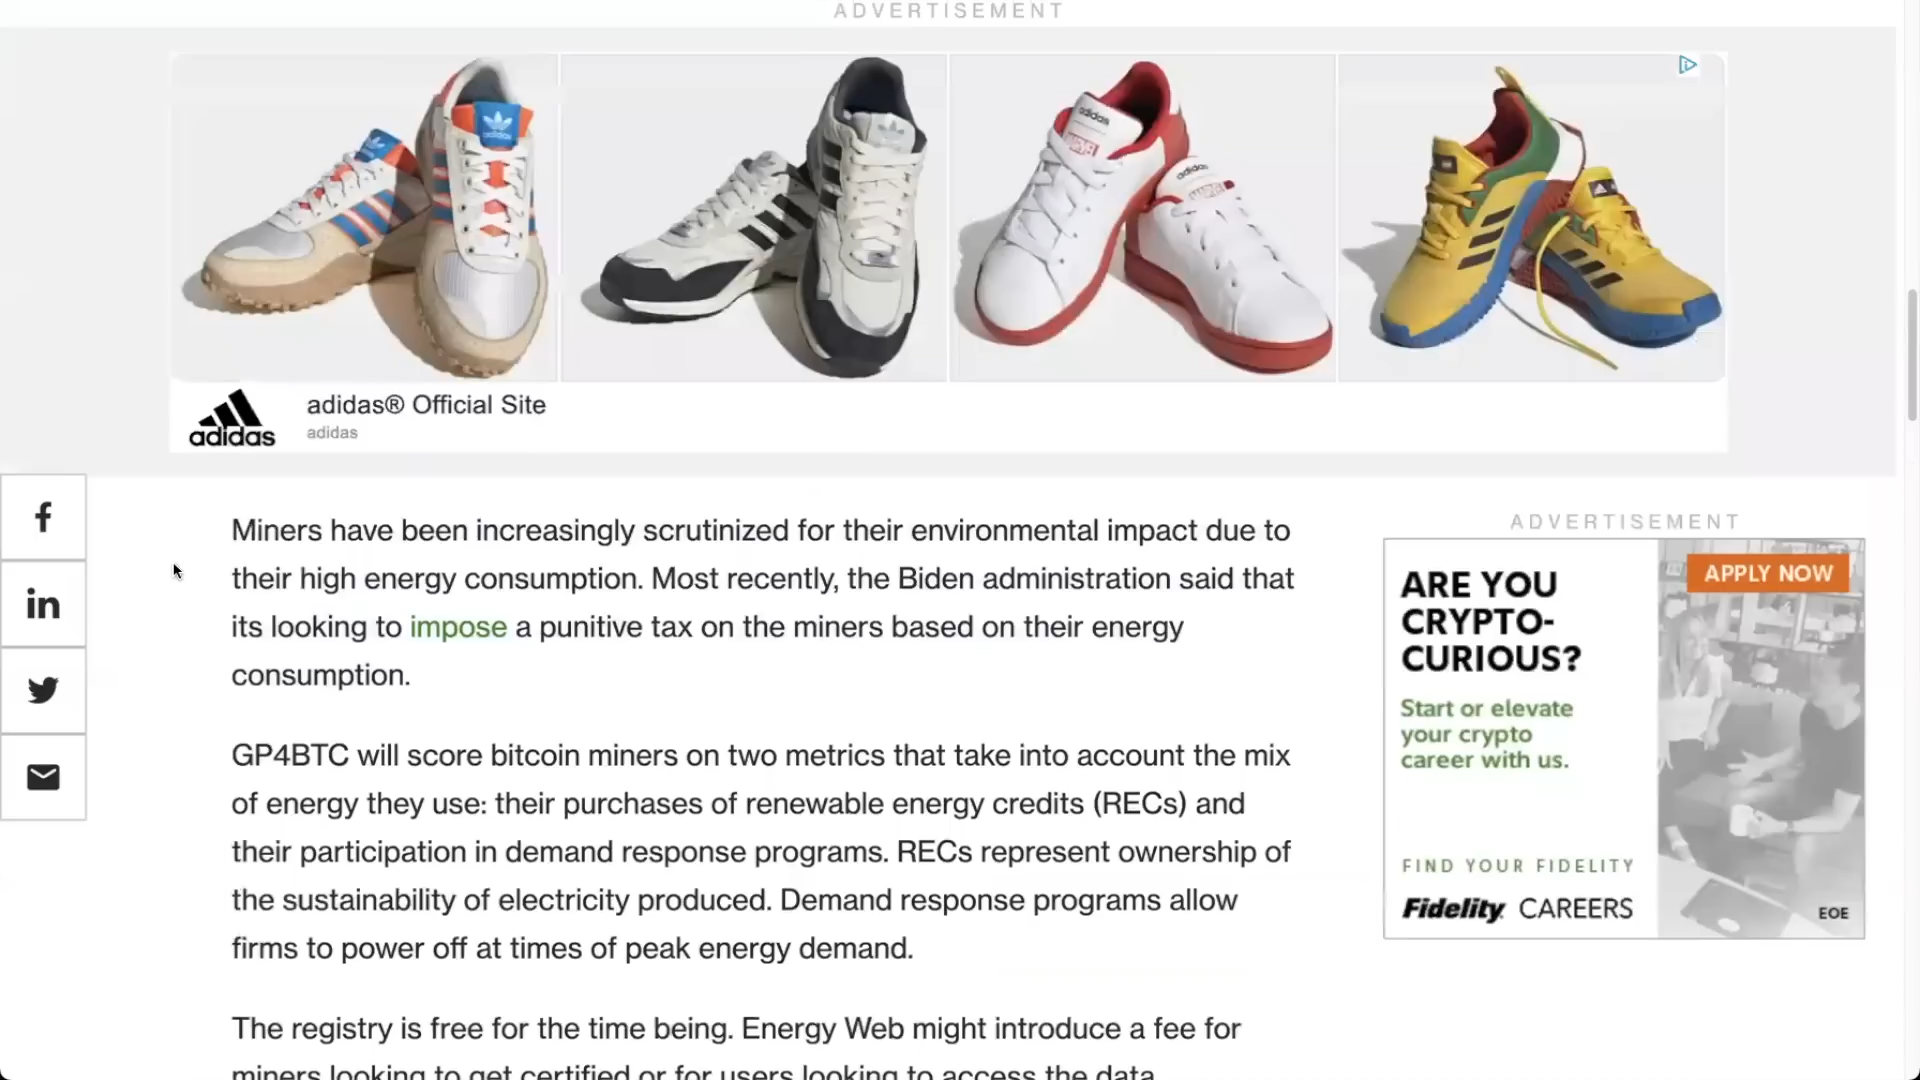 ADVERTISEMENT
adidas
adidas
MARVEL
adidas
adidas® Official Site
adidas
Miners have been increasingly scrutinized for their environmental impact due to
their high energy consumption. Most recently, the Biden administration said that
its looking to impose a punitive tax on the miners based on their energy
consumption.
GP4BTC will score bitcoin miners on two metrics that take into account the mix
of energy they use: their purchases of renewable energy credits (RECs) and
their participation in demand response programs. RECs represent ownership of
the sustainability of electricity produced. Demand response programs allow
firms to power off at times of peak energy demand.
The registry is free for the time being. Energy Web might introduce a fee for
miners looking to get certified or for users looking to access the data
ADVERTISEMENT
ARE YOU
CRYPTO-
CURIOUS?
APPLY NOW
Start or elevate
your crypto
career with us.
FIND YOUR FIDELITY
Fidelity CAREERS
EOE